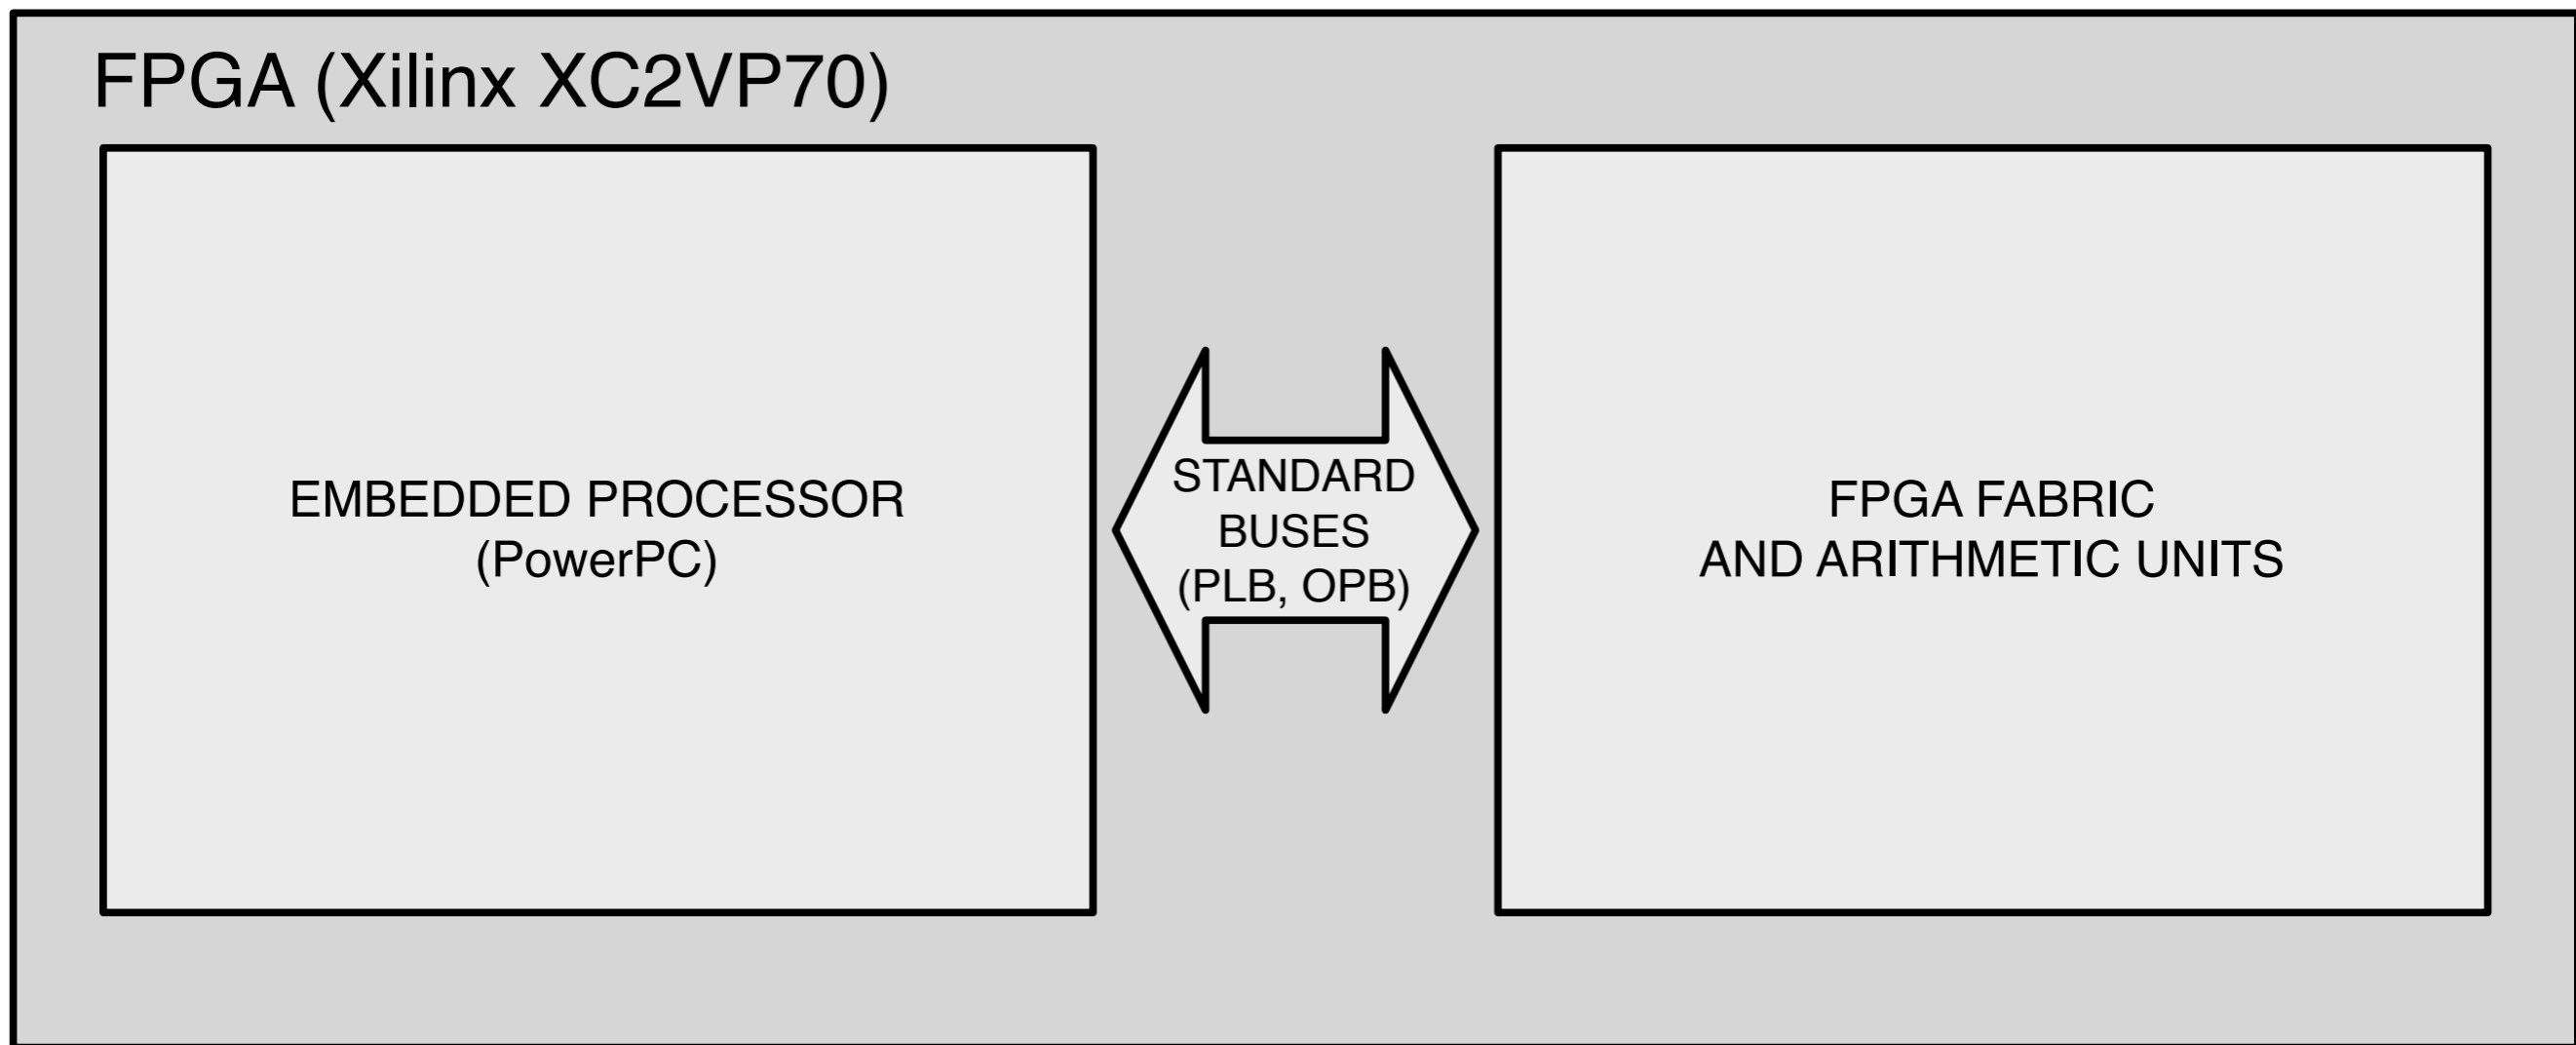 FPGA (Xilinx XC2VP70)
EMBEDDED PROCESSOR
(PowerPC)
STANDARD
BUSES
(PLB, OPB)
FPGA FABRIC
AND ARITHMETIC UNITS